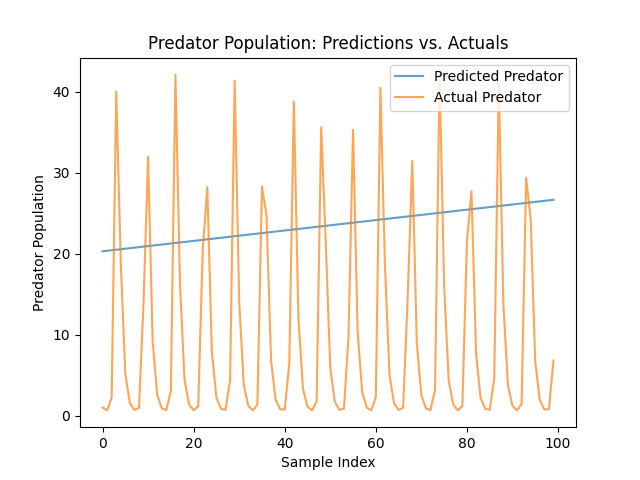 Predator Population: Predictions vs. Actuals
Predicted Predator
Actual Predator
Predator Population
40
30
20
10
0
0
20
40
60
80
100
Sample Index